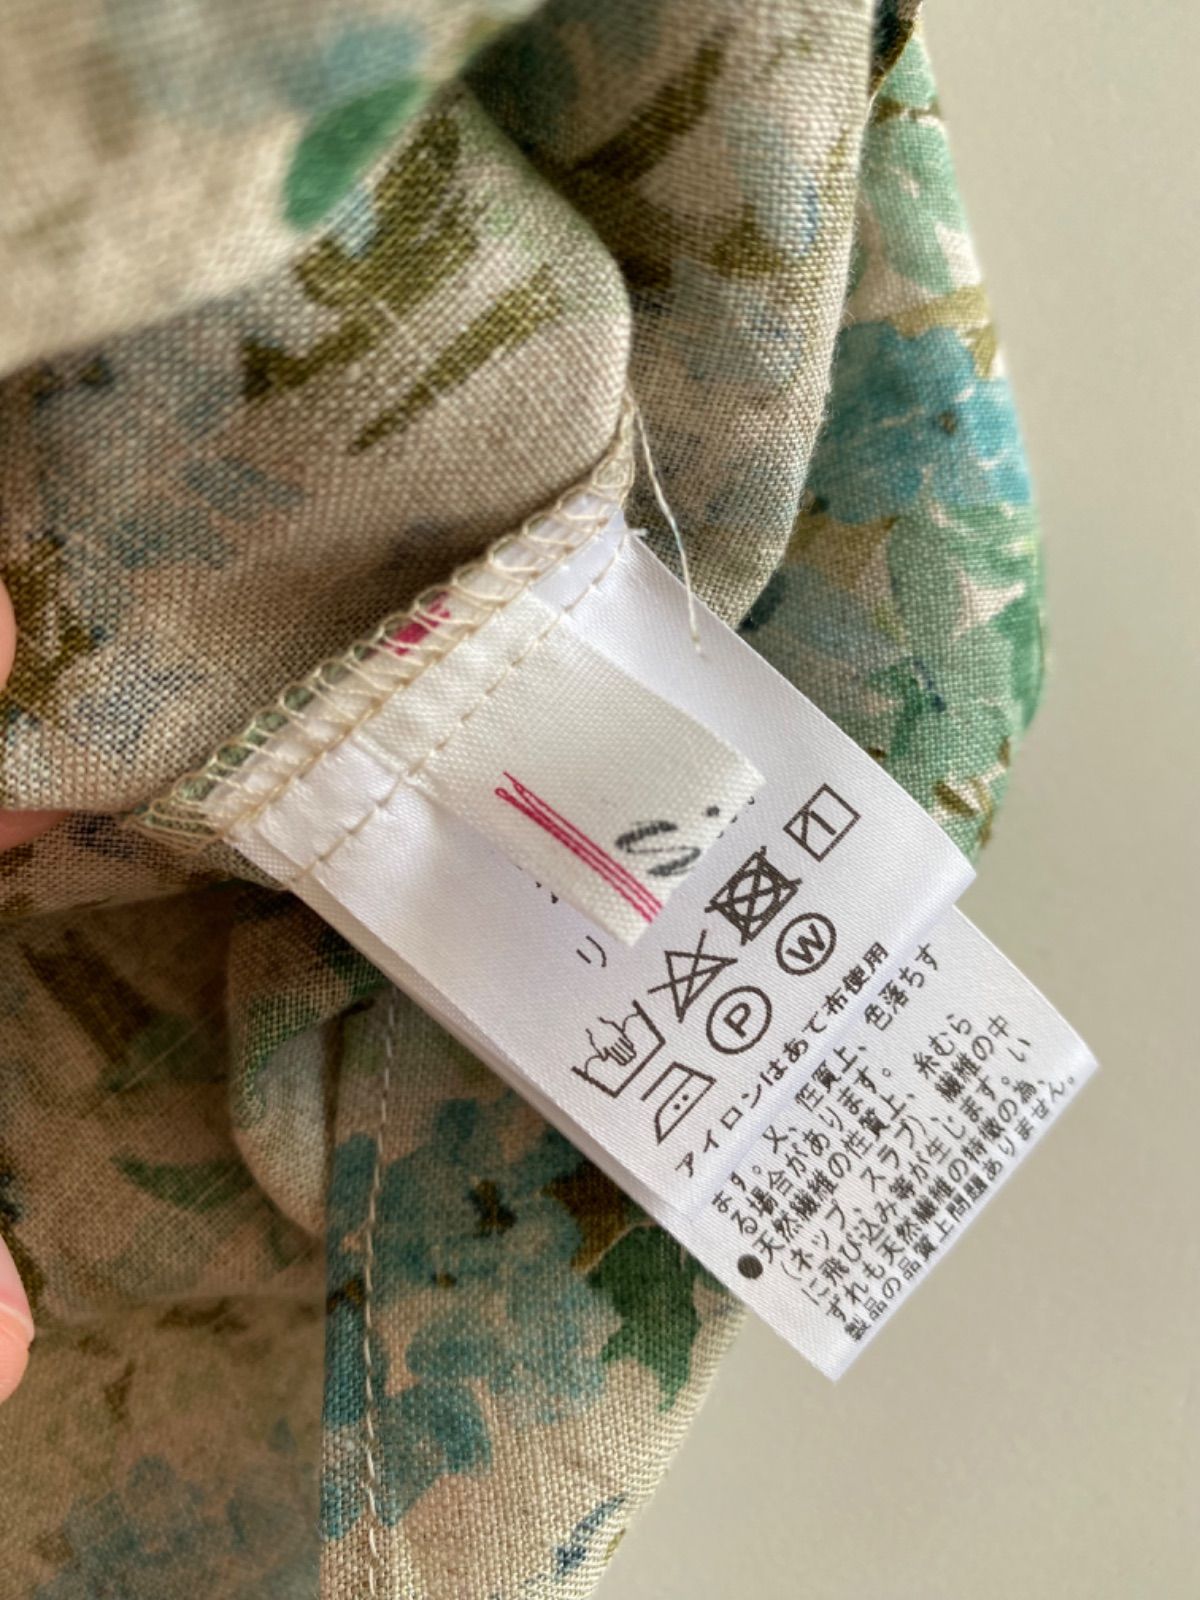 S.
リ
P
W
アイロンはあて布使用
色落ちす
ます。又、性質上、
る場合があります。
●天然繊維の性質上、糸むら
(ネップ、スラブ)、繊維の中
に飛び込み等が生じます。い
ずれも天然繊維の特徴の為、
製品の品質上問題ありません。